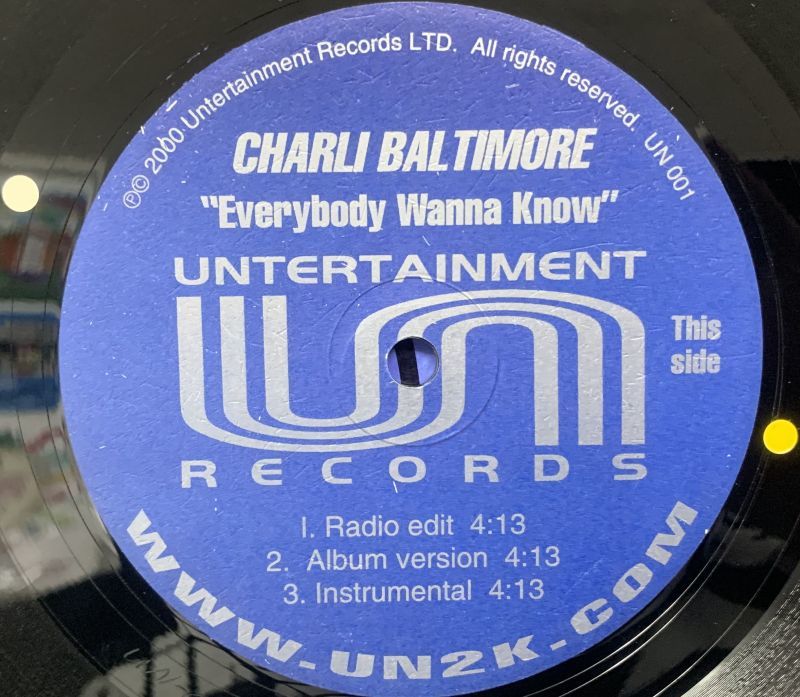 ℗© 2000 Untertainment Records LTD. All rights reserved. UN 001
CHARLI BALTIMORE
"Everybody Wanna Know"
UNTERTAINMENT
un
RECORDS
This
side
1. Radio edit 4:13
2. Album version 4:13
3. Instrumental 4:13
WWW.UN2K.COM